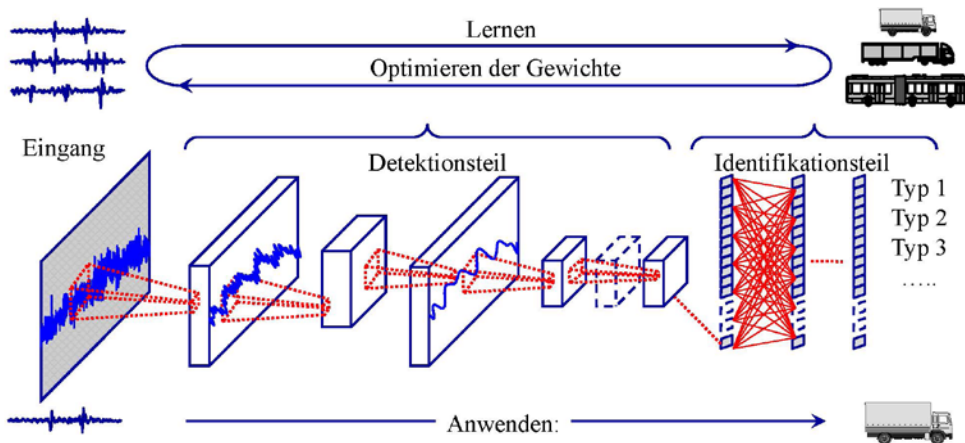 Lernen
Optimieren der Gewichte
Eingang
Detektionsteil
Identifikationsteil
Typ 1
Typ 2
Typ 3
.....
Anwenden: